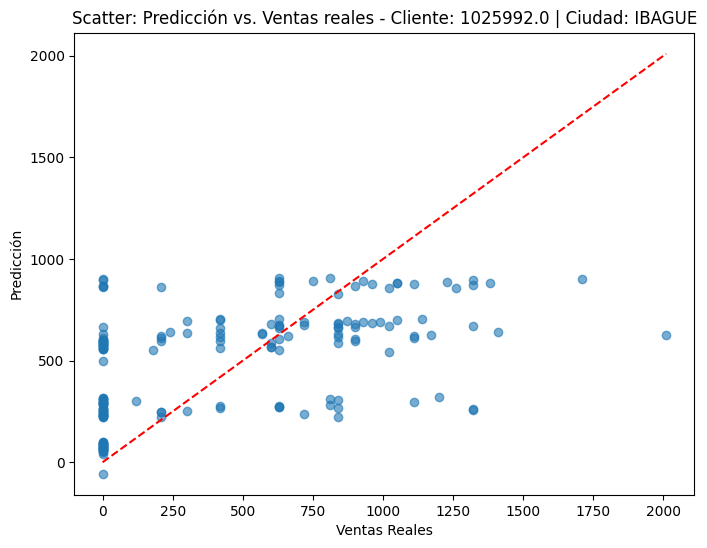 Scatter: Predicción vs. Ventas reales - Cliente: 1025992.0 | Ciudad: IBAGUE
2000
1500
1000
500
0
Predicción
0 250 500 750 1000 1250 1500 1750 2000
Ventas Reales